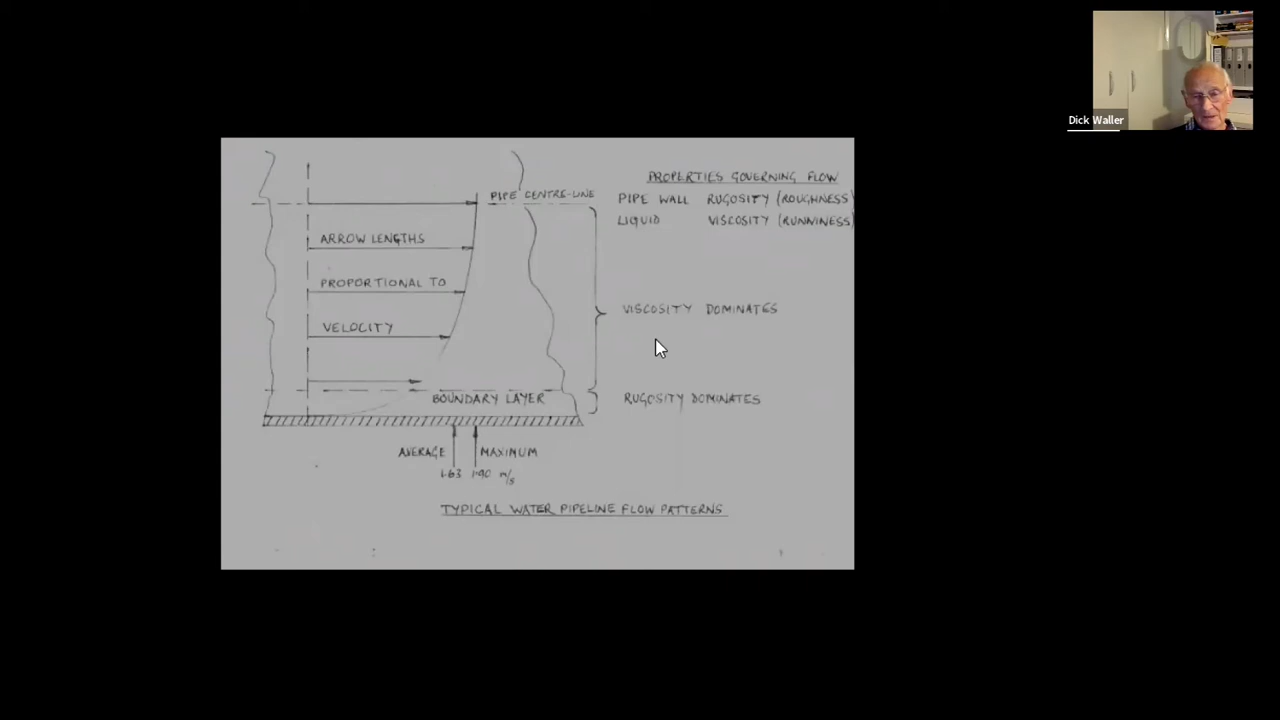 Dick Waller
PROPERTIES GOVERNING FLOW
PIPE WALL RUGOSITY (ROUGHNESS)
LIQUID VISCOSITY (RUNNINESS)
PIPE CENTRE-LINE
ARROW LENGTHS
PROPORTIONAL TO
VELOCITY
VISCOSITY DOMINATES
BOUNDARY LAYER
RUGOSITY DOMINATES
AVERAGE MAXIMUM
1.63 1.90 m/s
TYPICAL WATER PIPELINE FLOW PATTERNS